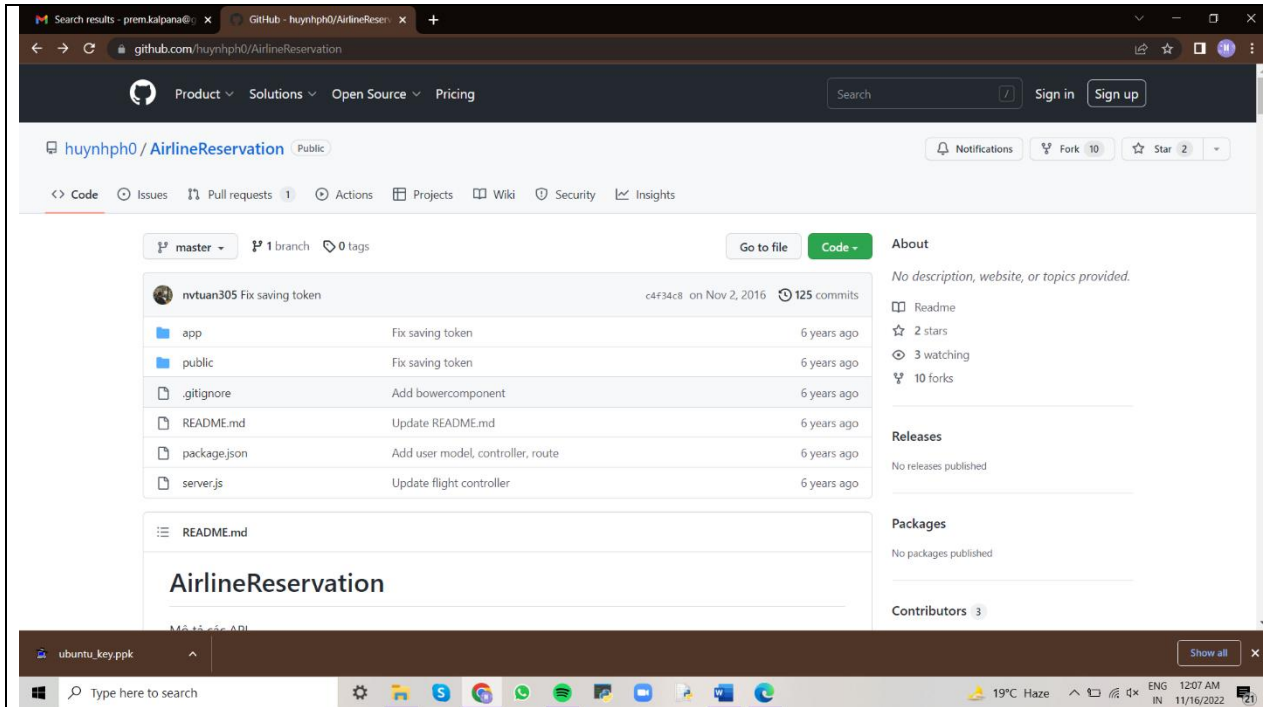 Search results - prem.kalpana@g GitHub - huynhph0/AirlineReserv
github.com/huynhph0/AirlineReservation
Product Solutions Open Source Pricing Search / Sign in Sign up
huynhph0 / AirlineReservation Public Notifications Fork 10 Star 2
<> Code Issues Pull requests 1 Actions Projects Wiki Security Insights
master 1 branch 0 tags Go to file Code
nvtuan305 Fix saving token c4f34c8 on Nov 2, 2016 125 commits
app Fix saving token 6 years ago
public Fix saving token 6 years ago
.gitignore Add bowercomponent 6 years ago
README.md Update README.md 6 years ago
package.json Add user model, controller, route 6 years ago
server.js Update flight controller 6 years ago
README.md
AirlineReservation
Mô tả các API
About
No description, website, or topics provided.
Readme
2 stars
3 watching
10 forks
Releases
No releases published
Packages
No packages published
Contributors 3
ubuntu_key.ppk Show all
Type here to search 19°C Haze ENG IN 12:07 AM 11/16/2022 21